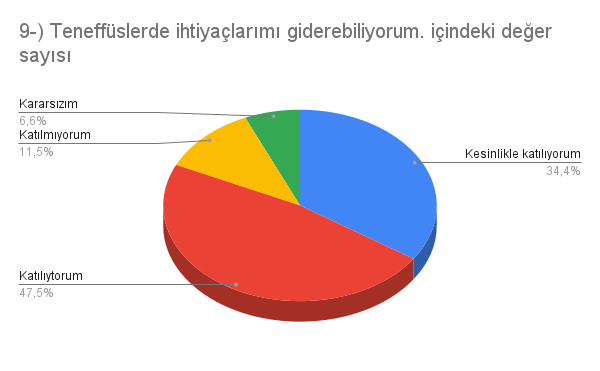 9-) Teneffüslerde ihtiyaçlarımı giderebiliyorum. içindeki değer
sayısı
Kararsızım
6,6%
Katılmıyorum
11,5%
Kesinlikle katılıyorum
34,4%
Katılıytorum
47,5%